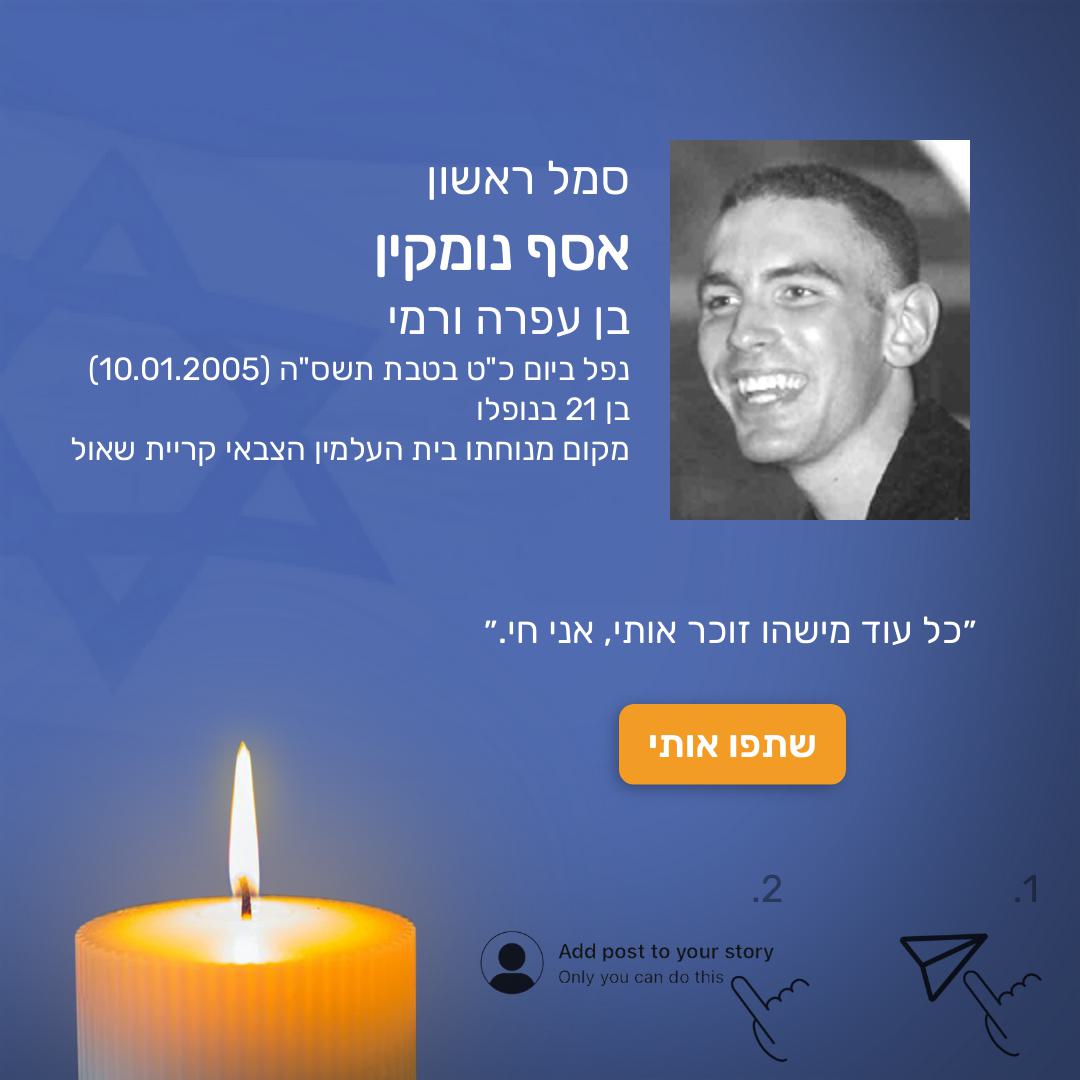 סמל ראשון
אסף נומקין
בן עפרה ורמי
נפל ביום כ"ט בטבת תשס"ה (10.01.2005)
בן 21 בנופלו
מקום מנוחתו בית העלמין הצבאי קריית שאול
"כל עוד מישהו זוכר אותי, אני חי."
שתפו אותי
1.
2.
Add post to your story
Only you can do this